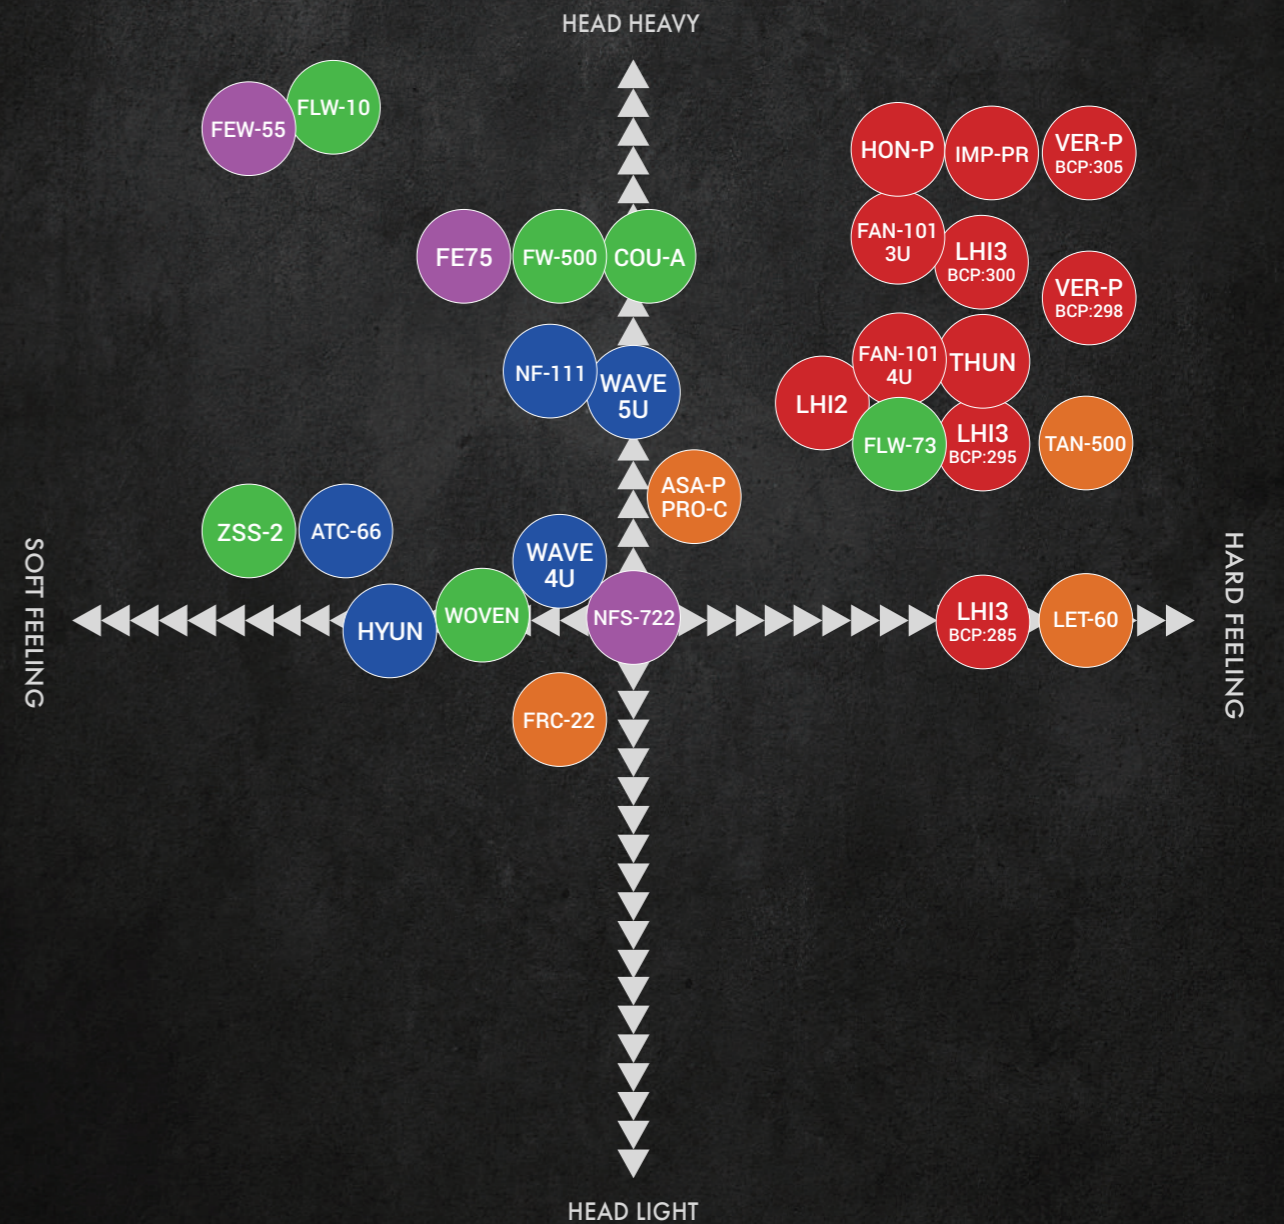 HEAD HEAVY
FLW-10
FEW-55
HON-P
IMP-PR
VER-P
BCP:305
FAN-101
3U
LHI3
BCP:300
FE75
FW-500
COU-A
VER-P
BCP:298
NF-111
WAVE
5U
LHI2
FAN-101
4U
THUN
FLW-73
LHI3
BCP:295
TAN-500
ASA-P
PRO-C
ZSS-2
ATC-66
WAVE
4U
SOFT FEELING
HYUN
WOVEN
NFS-722
LHI3
BCP:285
LET-60
HARD FEELING
FRC-22
HEAD LIGHT